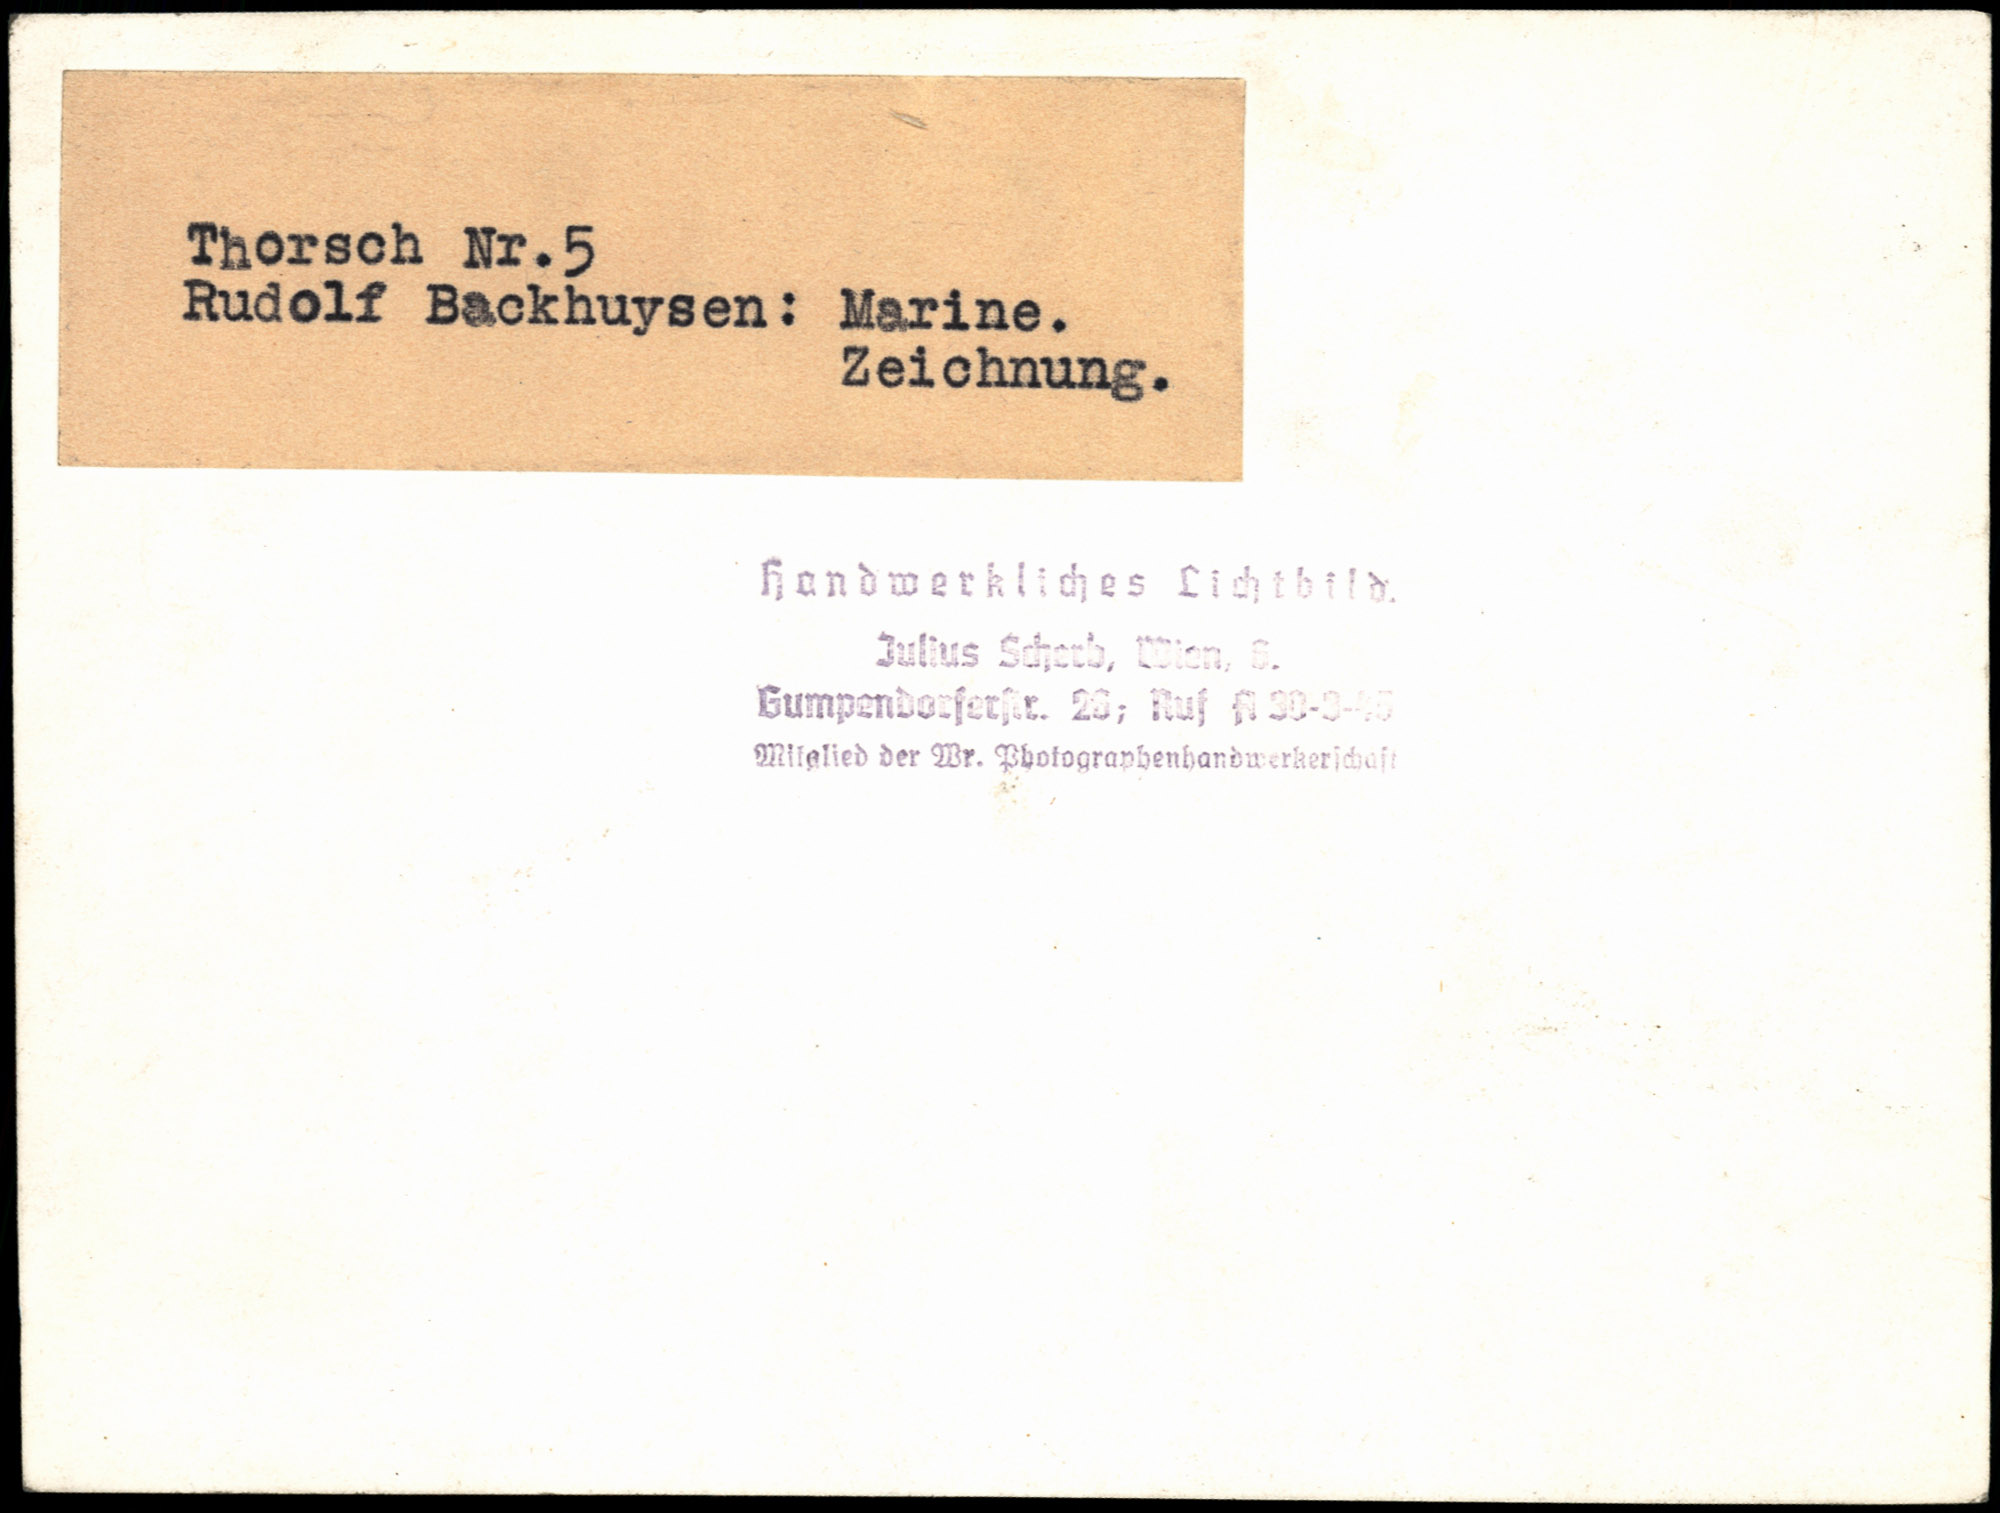 Thorsch Nr.5
Rudolf Backhuysen: Marine.
Zeichnung.
Handwerkliches Lichtbild.
Julius Scherb, Wien, 6.
Gumpendorferstr. Ruf A
Mitglied der Wr. Photographenhandwerkerschaft